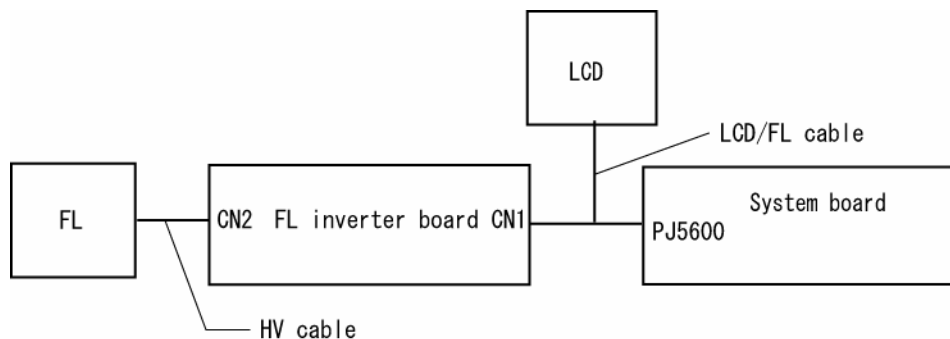 LCD
LCD/FL cable
FL
CN2 FL inverter board CN1
System board
PJ5600
HV cable